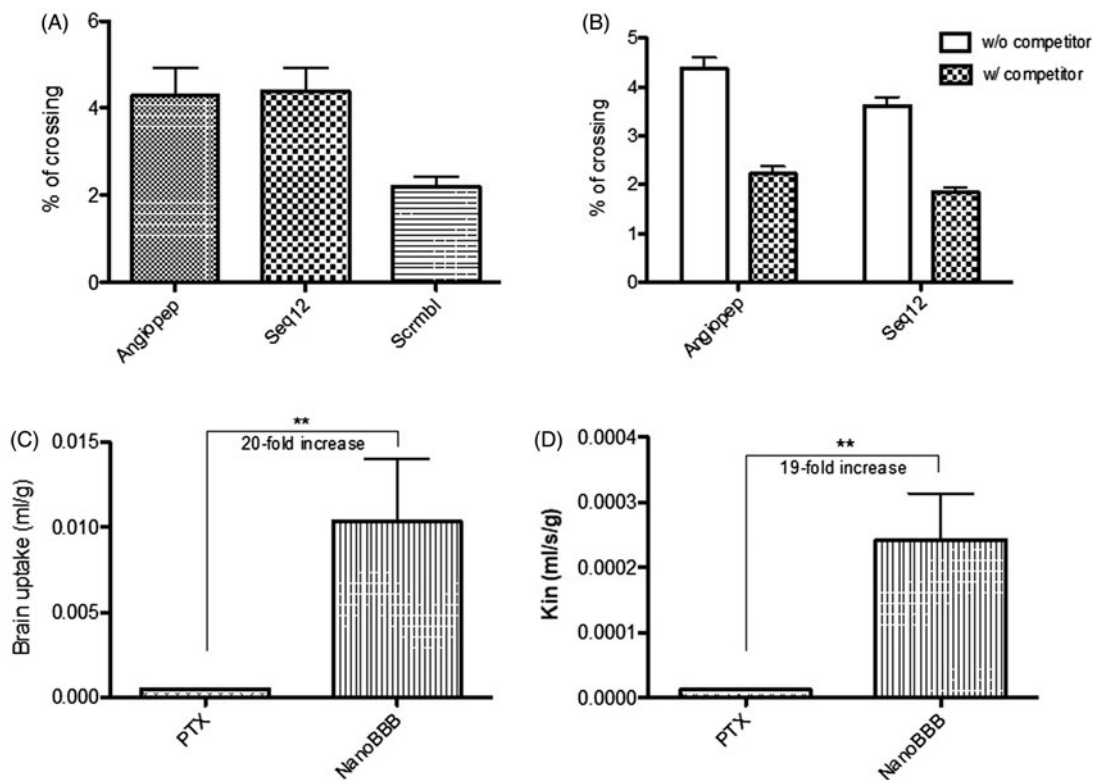 (A)
6
4
2
0
% of crossing
Angiopep
Seq12
Scrmbl
(B)
5
4
3
2
1
0
% of crossing
Angiopep
Seq12
w/o competitor
w/ competitor
(C)
0.015
0.010
0.005
0.000
Brain uptake (ml/g)
**
20-fold increase
PTX
NanoBBB
(D)
0.0004
0.0003
0.0002
0.0001
0.0000
Kin (ml/s/g)
**
19-fold increase
PTX
NanoBBB